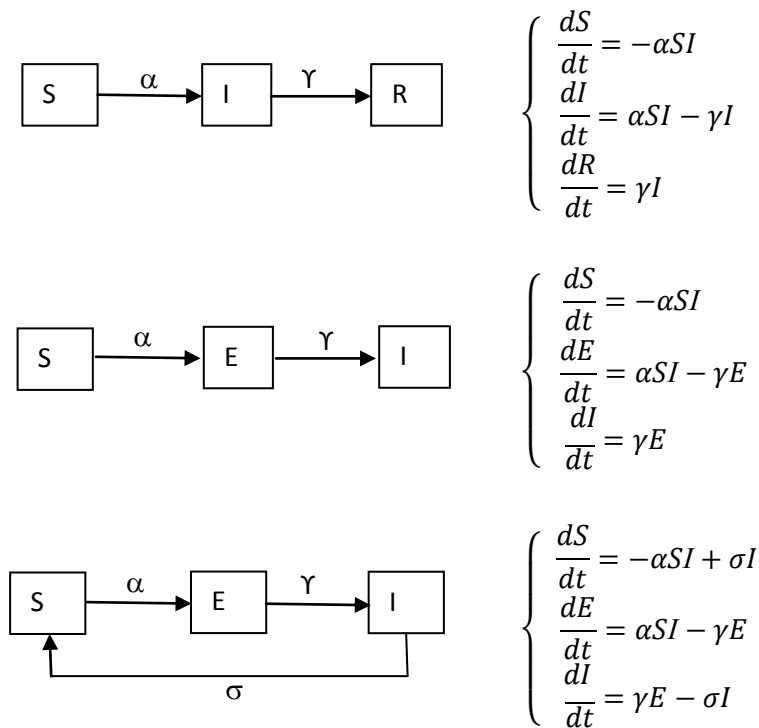 α ϒ
S I R
dS/dt = −αSI
dI/dt = αSI − γI
dR/dt = γI
α ϒ
S E I
dS/dt = −αSI
dE/dt = αSI − γE
dI/dt = γE
α ϒ
S E I
σ
dS/dt = −αSI + σI
dE/dt = αSI − γE
dI/dt = γE − σI